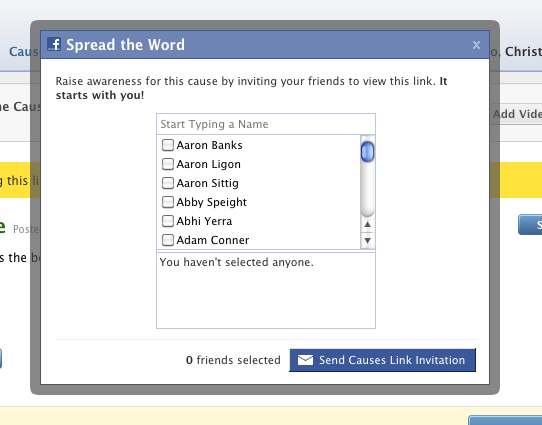 Spread the Word
x
Caus
o, Christ
Raise awareness for this cause by inviting your friends to view this link. It
starts with you!
ne Caus
Add Vide
Start Typing a Name
Aaron Banks
Aaron Ligon
Aaron Sittig
Abby Speight
Abhi Yerra
Adam Conner
g this li
e Poste
S
s the b
You haven't selected anyone.
0 friends selected
Send Causes Link Invitation